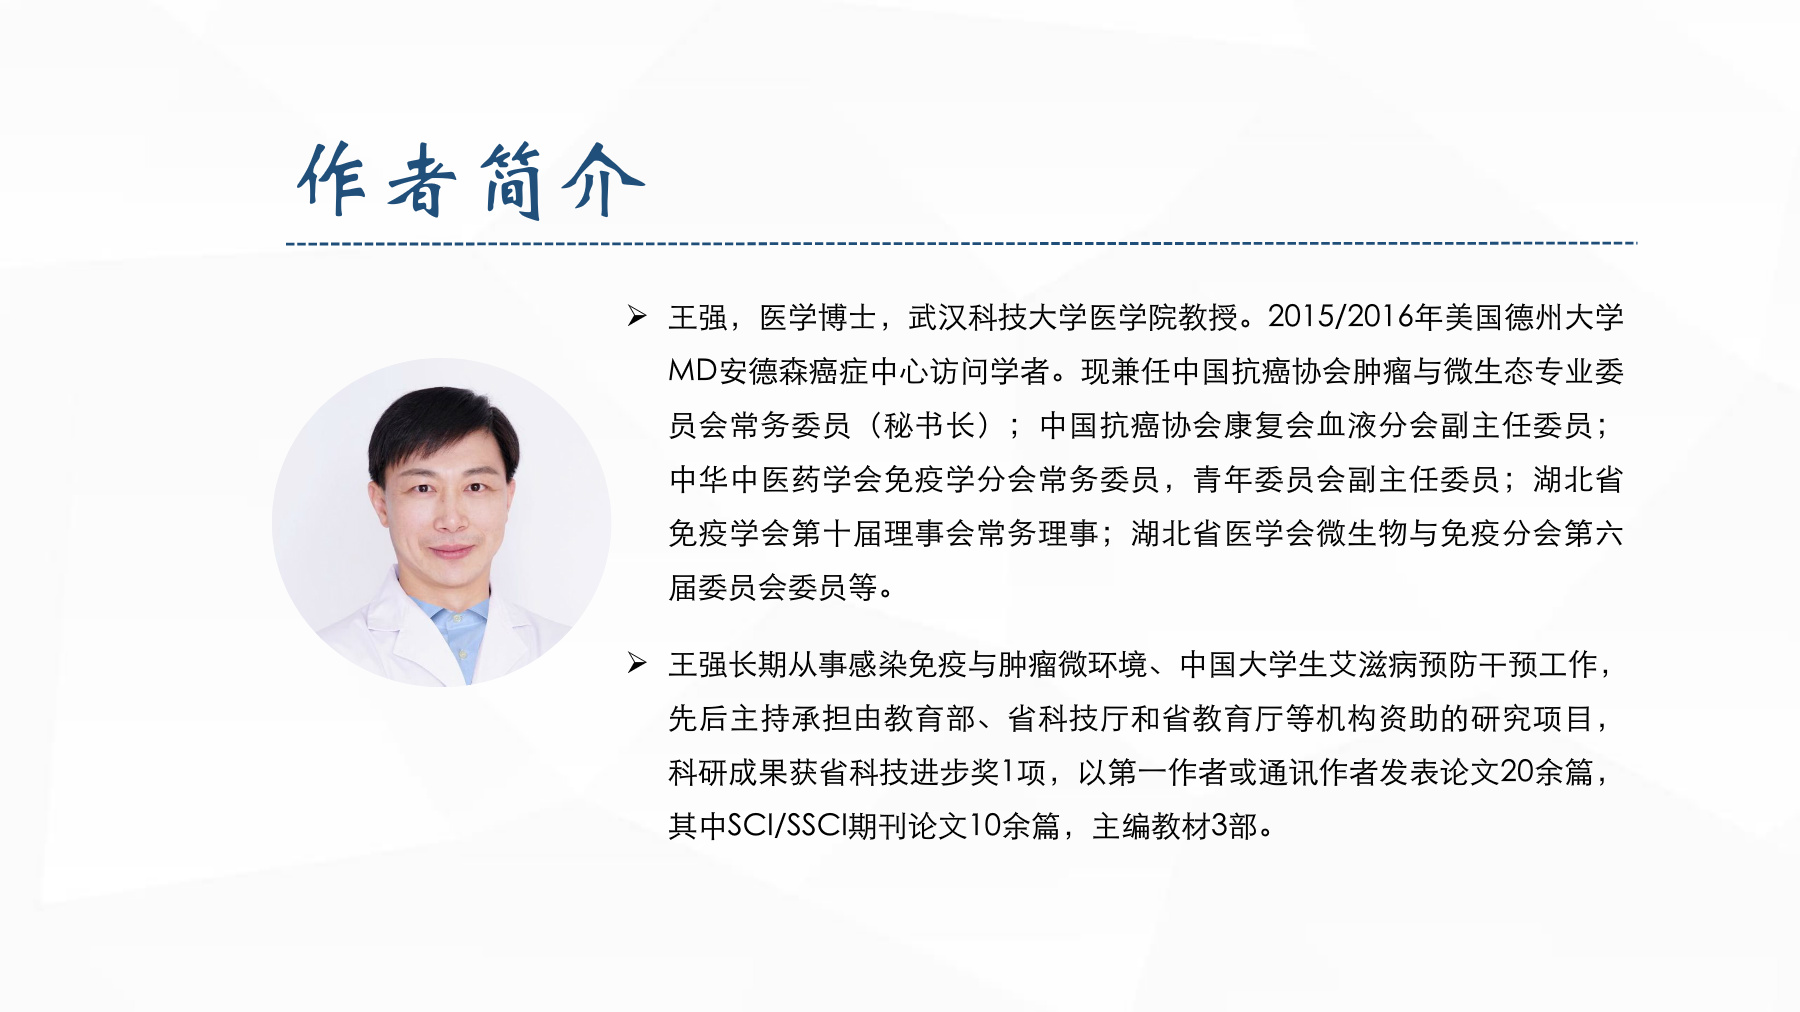 作者简介
➢ 王强，医学博士，武汉科技大学医学院教授。2015/2016年美国德州大学
MD安德森癌症中心访问学者。现兼任中国抗癌协会肿瘤与微生态专业委
员会常务委员（秘书长）；中国抗癌协会康复会血液分会副主任委员；
中华中医药学会免疫学分会常务委员，青年委员会副主任委员；湖北省
免疫学会第十届理事会常务理事；湖北省医学会微生物与免疫分会第六
届委员会委员等。
➢ 王强长期从事感染免疫与肿瘤微环境、中国大学生艾滋病预防干预工作，
先后主持承担由教育部、省科技厅和省教育厅等机构资助的研究项目，
科研成果获省科技进步奖1项，以第一作者或通讯作者发表论文20余篇，
其中SCI/SSCI期刊论文10余篇，主编教材3部。